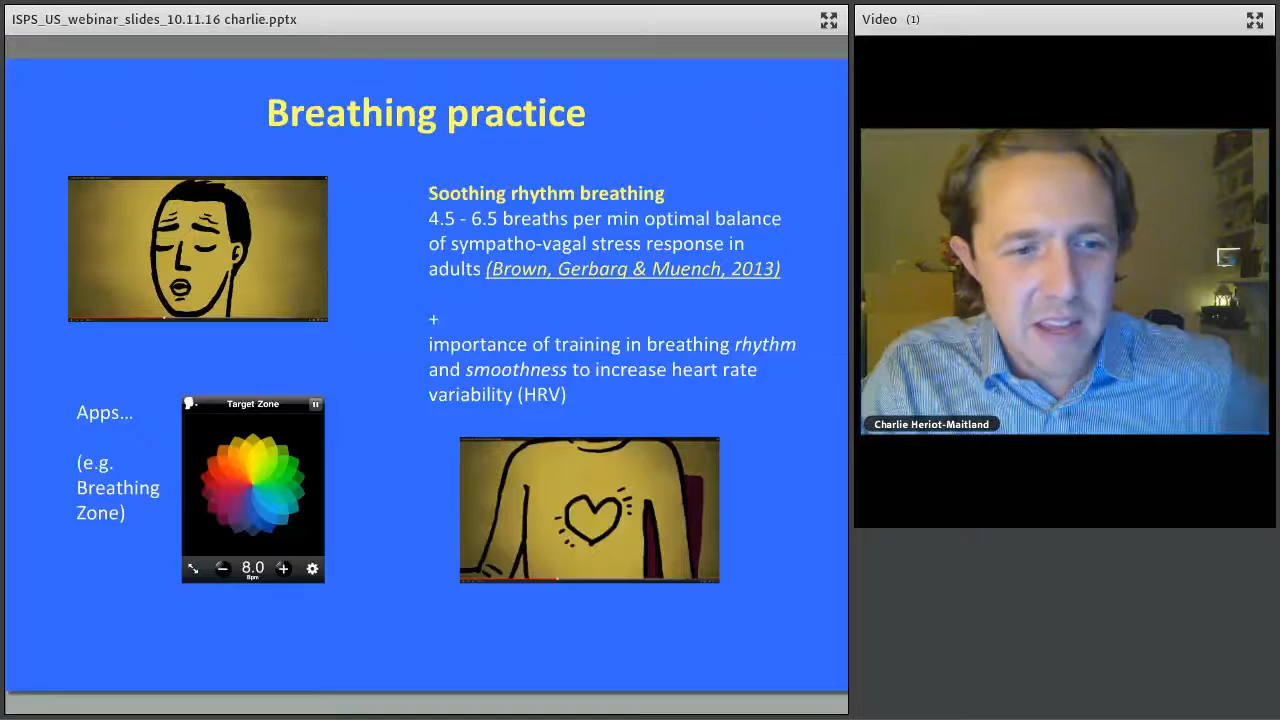 ISPS_US_webinar_slides_10.11.16 charlie.pptx
Video (1)
Breathing practice
Soothing rhythm breathing
4.5 - 6.5 breaths per min optimal balance
of sympatho-vagal stress response in
adults (Brown, Gerbarg & Muench, 2013)
+
importance of training in breathing rhythm
and smoothness to increase heart rate
variability (HRV)
Apps...
(e.g.
Breathing
Zone)
Target Zone
8.0
Bpm
Charlie Heriot-Maitland